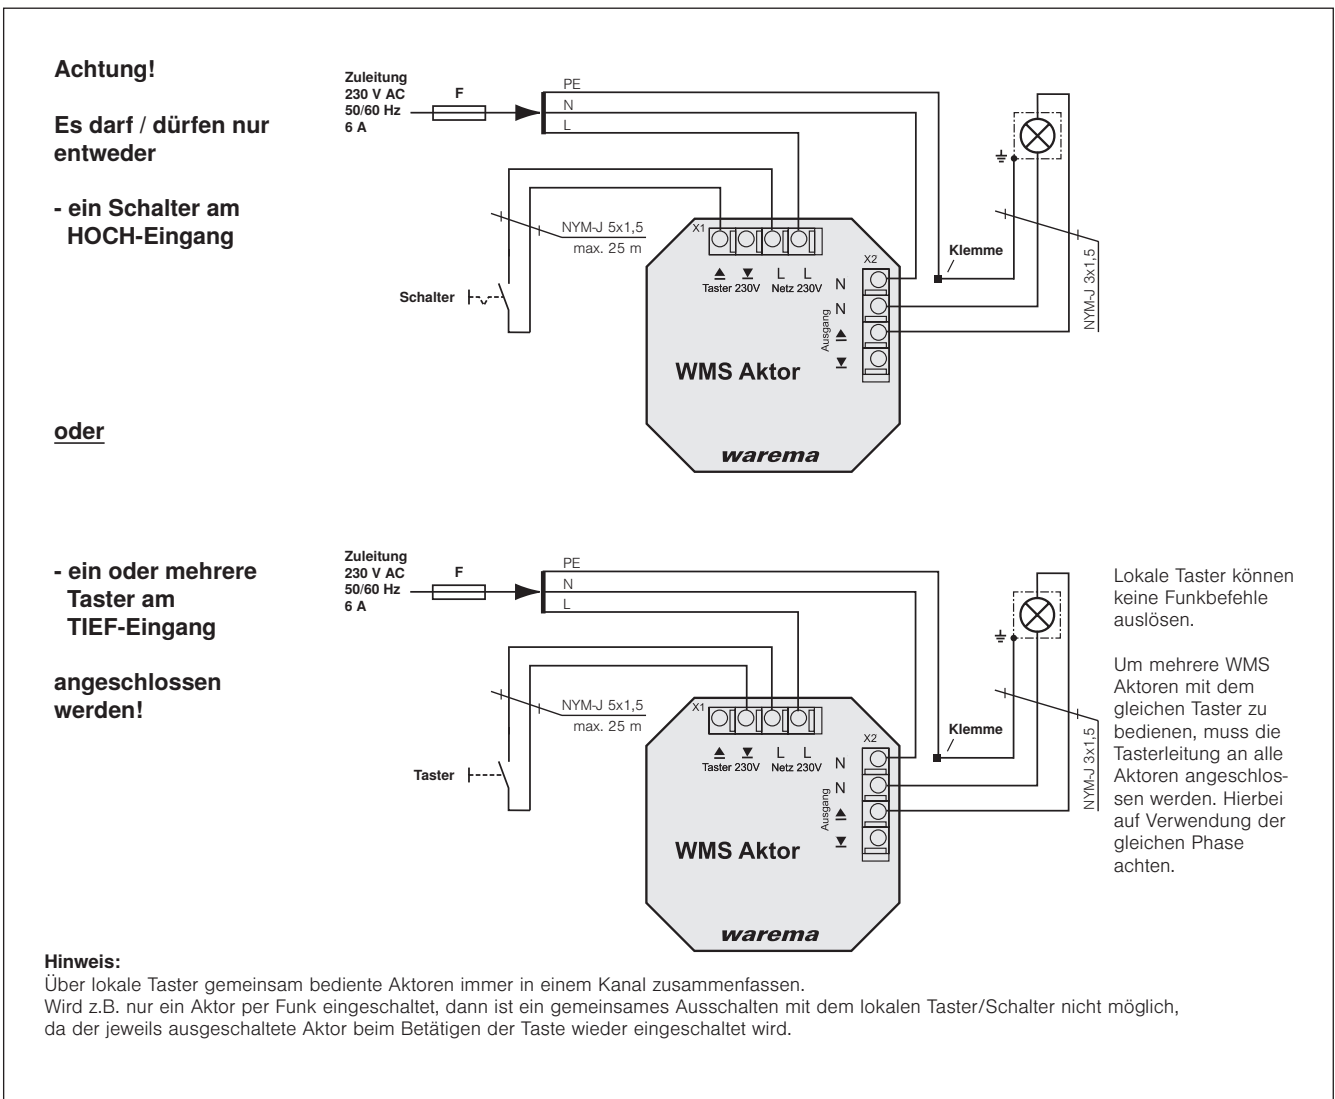 Achtung!
Es darf / dürfen nur
entweder
- ein Schalter am
HOCH-Eingang
Zuleitung
230 V AC
50/60 Hz
6 A
F
PE
N
L
NYM-J 5x1,5
max. 25 m
Schalter
X1
Taster 230V
L L
Netz 230V
X2
N
N
Ausgang
WMS Aktor
warema
Klemme
NYM-J 3x1,5
oder
- ein oder mehrere
Taster am
TIEF-Eingang
angeschlossen
werden!
Zuleitung
230 V AC
50/60 Hz
6 A
F
PE
N
L
NYM-J 5x1,5
max. 25 m
Taster
X1
Taster 230V
L L
Netz 230V
X2
N
N
Ausgang
WMS Aktor
warema
Klemme
NYM-J 3x1,5
Lokale Taster können
keine Funkbefehle
auslösen.
Um mehrere WMS
Aktoren mit dem
gleichen Taster zu
bedienen, muss die
Tasterleitung an alle
Aktoren angeschlos-
sen werden. Hierbei
auf Verwendung der
gleichen Phase
achten.
Hinweis:
Über lokale Taster gemeinsam bediente Aktoren immer in einem Kanal zusammenfassen.
Wird z.B. nur ein Aktor per Funk eingeschaltet, dann ist ein gemeinsames Ausschalten mit dem lokalen Taster/Schalter nicht möglich,
da der jeweils ausgeschaltete Aktor beim Betätigen der Taste wieder eingeschaltet wird.